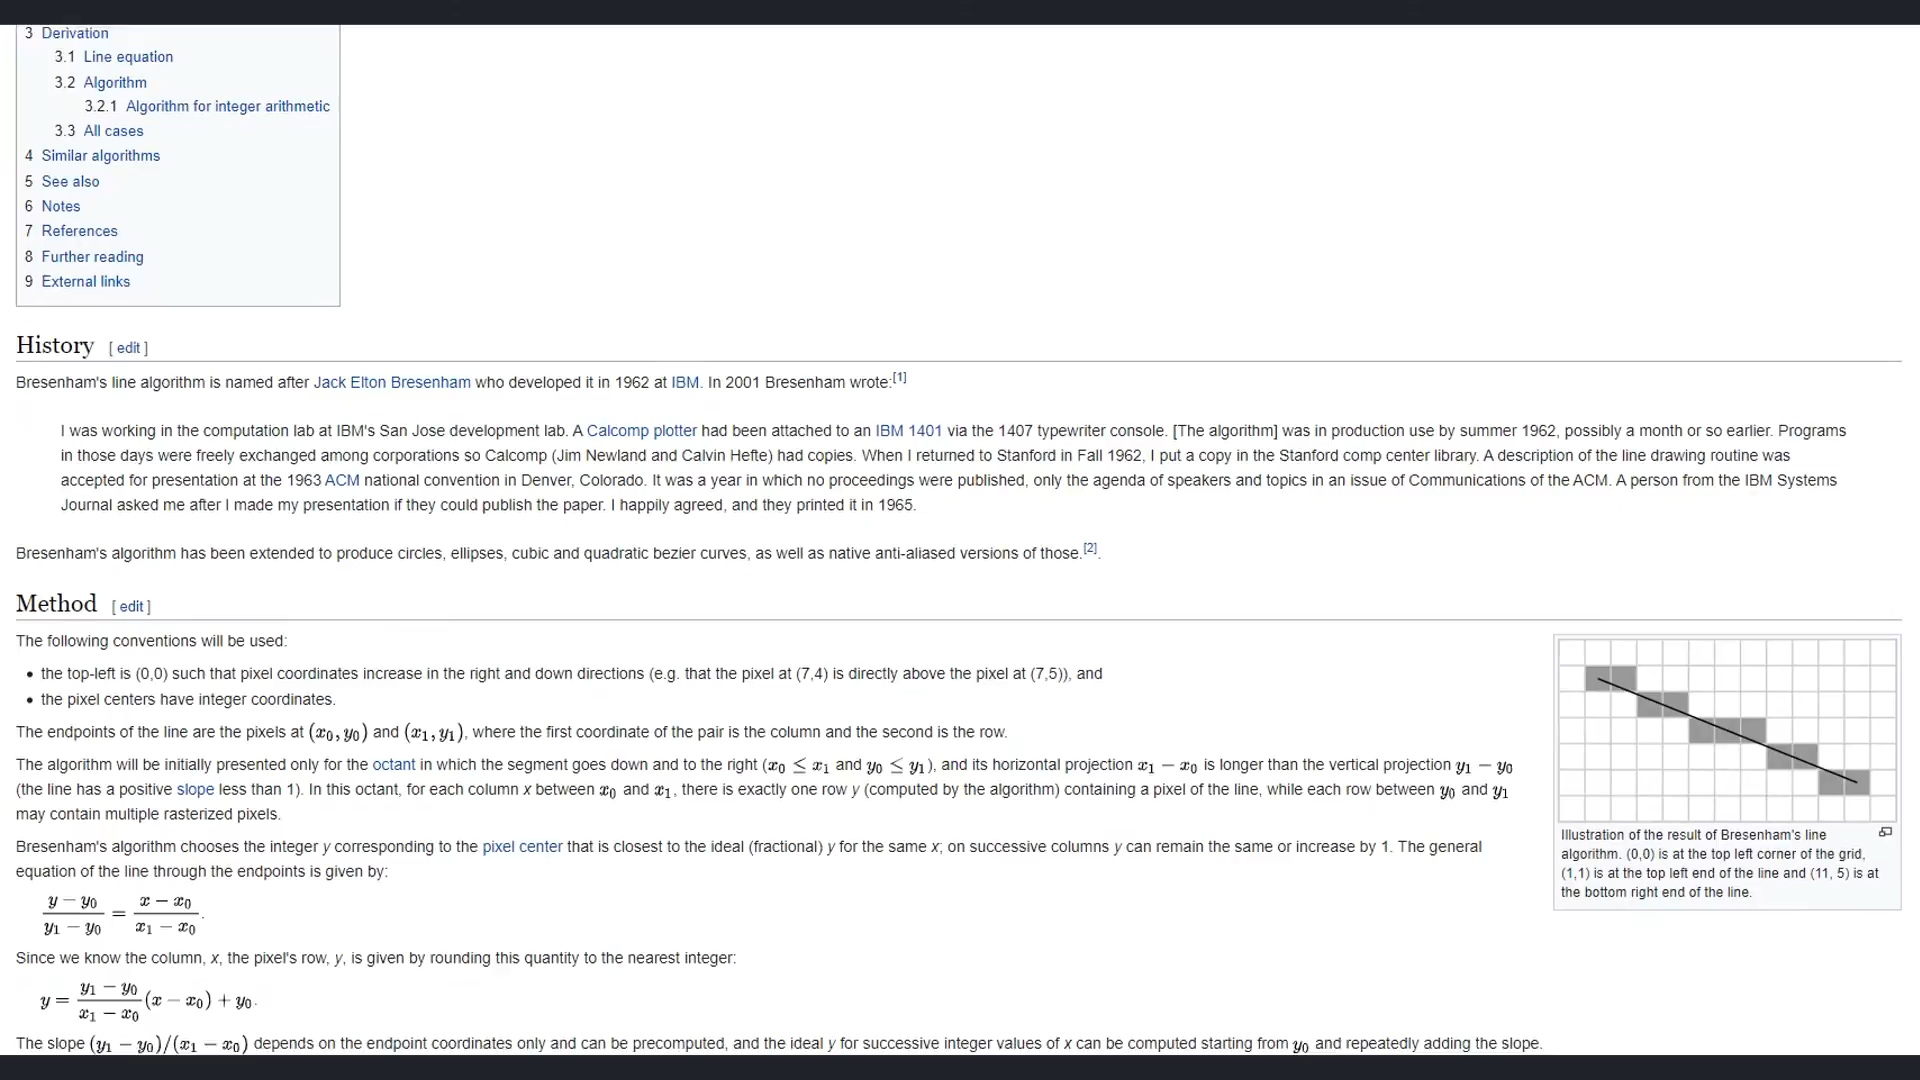 3 Derivation
3.1 Line equation
3.2 Algorithm
3.2.1 Algorithm for integer arithmetic
3.3 All cases
4 Similar algorithms
5 See also
6 Notes
7 References
8 Further reading
9 External links
History [ edit ]
Bresenham's line algorithm is named after Jack Elton Bresenham who developed it in 1962 at IBM. In 2001 Bresenham wrote:[1]
I was working in the computation lab at IBM's San Jose development lab. A Calcomp plotter had been attached to an IBM 1401 via the 1407 typewriter console. [The algorithm] was in production use by summer 1962, possibly a month or so earlier. Programs
in those days were freely exchanged among corporations so Calcomp (Jim Newland and Calvin Hefte) had copies. When I returned to Stanford in Fall 1962, I put a copy in the Stanford comp center library. A description of the line drawing routine was
accepted for presentation at the 1963 ACM national convention in Denver, Colorado. It was a year in which no proceedings were published, only the agenda of speakers and topics in an issue of Communications of the ACM. A person from the IBM Systems
Journal asked me after I made my presentation if they could publish the paper. I happily agreed, and they printed it in 1965.
Bresenham's algorithm has been extended to produce circles, ellipses, cubic and quadratic bezier curves, as well as native anti-aliased versions of those.[2].
Method [ edit ]
The following conventions will be used:
• the top-left is (0,0) such that pixel coordinates increase in the right and down directions (e.g. that the pixel at (7,4) is directly above the pixel at (7,5)), and
• the pixel centers have integer coordinates.
The endpoints of the line are the pixels at (x₀, y₀) and (x₁, y₁), where the first coordinate of the pair is the column and the second is the row.
The algorithm will be initially presented only for the octant in which the segment goes down and to the right (x₀ ≤ x₁ and y₀ ≤ y₁), and its horizontal projection x₁ − x₀ is longer than the vertical projection y₁ − y₀
(the line has a positive slope less than 1). In this octant, for each column x between x₀ and x₁, there is exactly one row y (computed by the algorithm) containing a pixel of the line, while each row between y₀ and y₁
may contain multiple rasterized pixels.
Bresenham's algorithm chooses the integer y corresponding to the pixel center that is closest to the ideal (fractional) y for the same x; on successive columns y can remain the same or increase by 1. The general
equation of the line through the endpoints is given by:
(y − y₀)/(y₁ − y₀) = (x − x₀)/(x₁ − x₀).
Since we know the column, x, the pixel's row, y, is given by rounding this quantity to the nearest integer:
y = (y₁ − y₀)/(x₁ − x₀) (x − x₀) + y₀.
The slope (y₁ − y₀)/(x₁ − x₀) depends on the endpoint coordinates only and can be precomputed, and the ideal y for successive integer values of x can be computed starting from y₀ and repeatedly adding the slope.
Illustration of the result of Bresenham's line
algorithm. (0,0) is at the top left corner of the grid,
(1,1) is at the top left end of the line and (11, 5) is at
the bottom right end of the line.